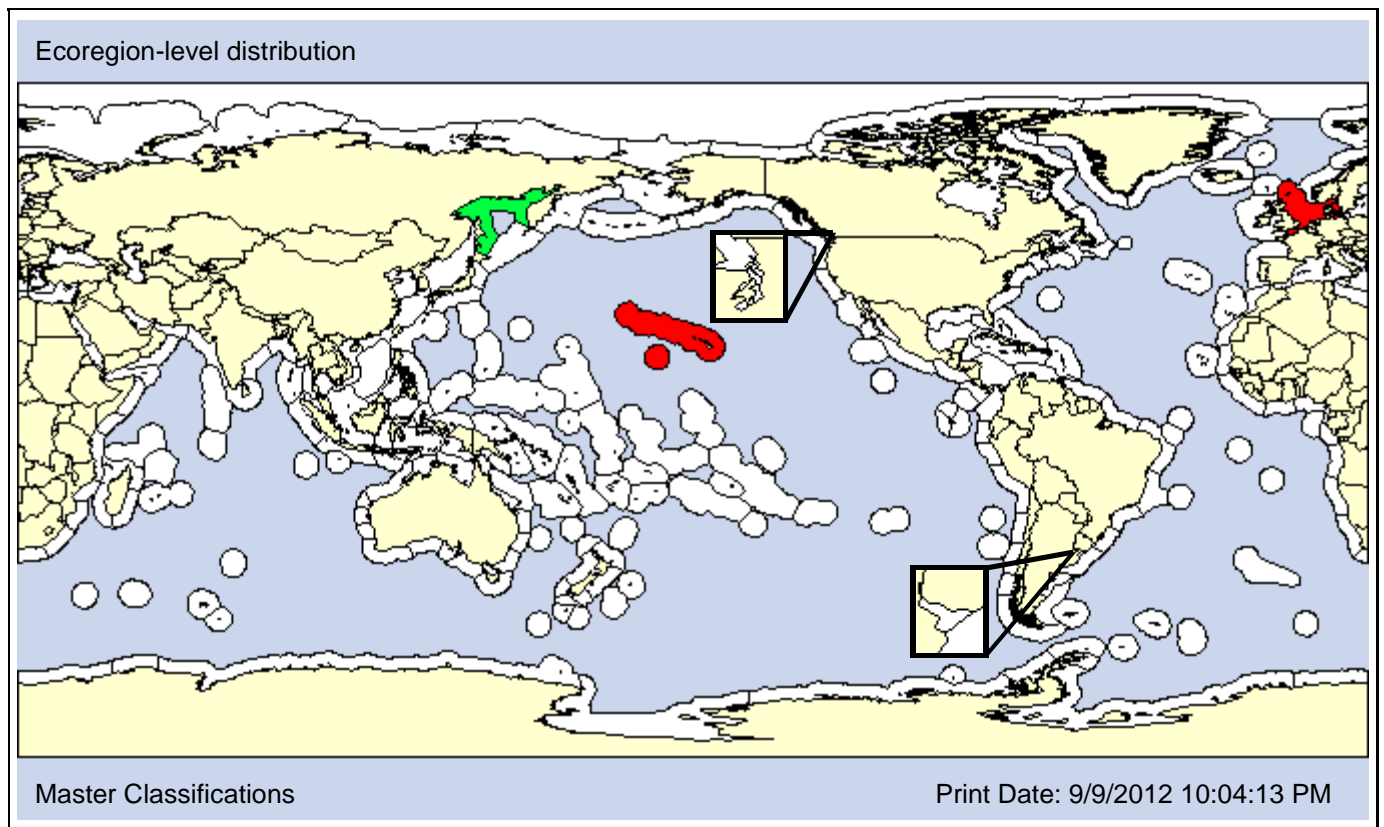 Ecoregion-level distribution
Master Classifications
Print Date: 9/9/2012 10:04:13 PM